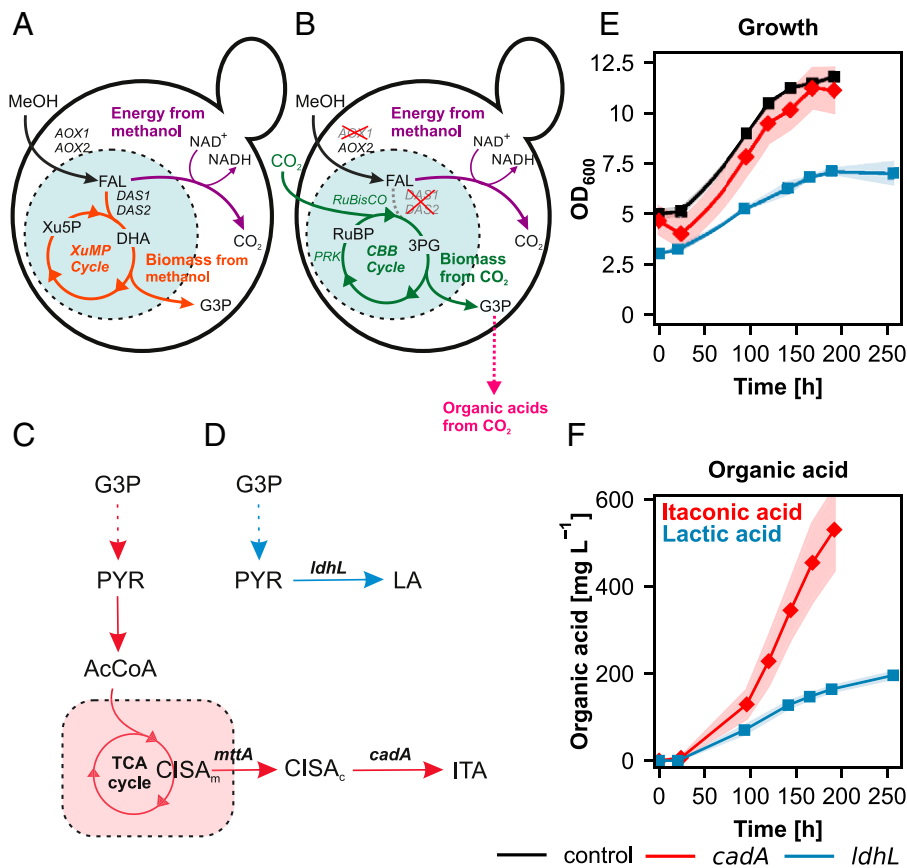 A
MeOH
AOX1
AOX2
Energy from
methanol
NAD+
NADH
FAL
DAS1
DAS2
Xu5P
DHA
XuMP
Cycle
CO2
Biomass from
methanol
G3P
B
MeOH
AOX1
AOX2
Energy from
methanol
NAD+
NADH
CO2
FAL
RuBisCO
DAS1
DAS2
RuBP
3PG
CO2
PRK
CBB
Cycle
Biomass
from CO2
G3P
Organic acids
from CO2
C
G3P
PYR
AcCoA
TCA
cycle
CISAm
mttA
CISAc
cadA
ITA
D
G3P
PYR
ldhL
LA
E
Growth
OD600
12.5
10.0
7.5
5
2.5
0
0
50
100
150
200
250
Time [h]
F
Organic acid
Itaconic acid
Lactic acid
Organic acid [mg L−1]
600
400
200
0
0
50
100
150
200
250
Time [h]
control
cadA
ldhL